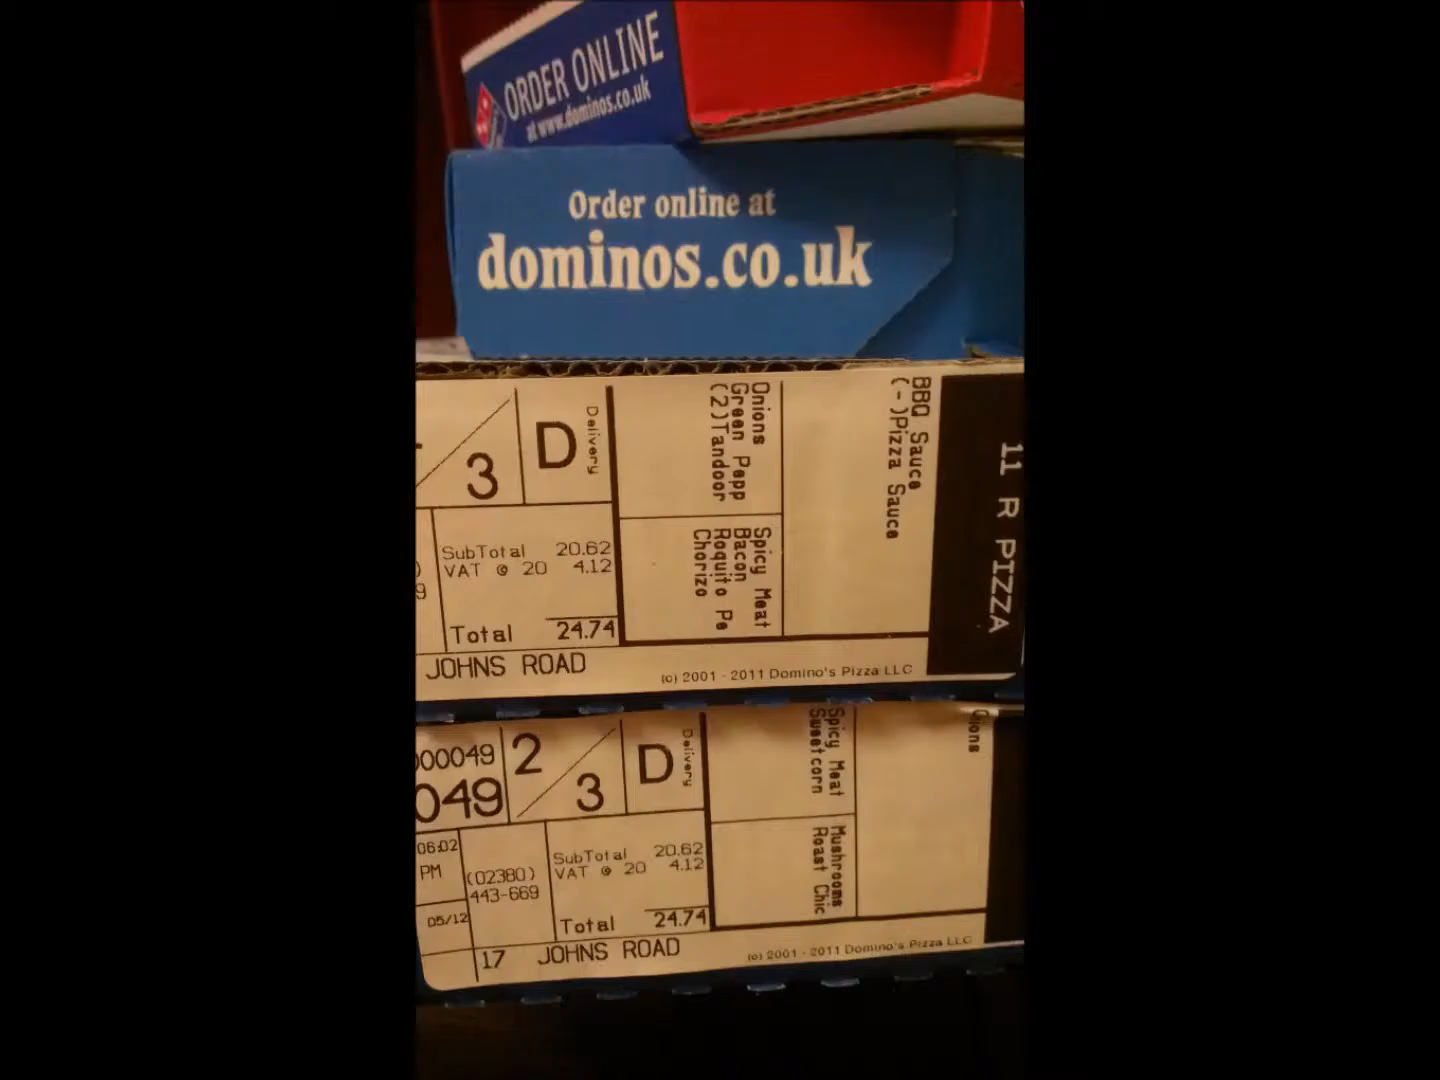 ORDER ONLINE
at www.dominos.co.uk
Order online at
dominos.co.uk
3
D
Delivery
Onions
Green Pepp
(2)Tandoor
Spicy Meat
Bacon
Roquito Pe
Chorizo
BBQ Sauce
(-)Pizza Sauce
11 R PIZZA
SubTotal 20.62
VAT @ 20 4.12
Total 24.74
JOHNS ROAD
(c) 2001 - 2011 Domino's Pizza LLC
00049
049
2
3
D
Delivery
Spicy Meat
Sweetcorn
Mushrooms
Roast Chic
06:02
PM
(02380)
443-669
05/12
SubTotal 20.62
VAT @ 20 4.12
Total 24.74
17 JOHNS ROAD
(c) 2001 - 2011 Domino's Pizza LLC